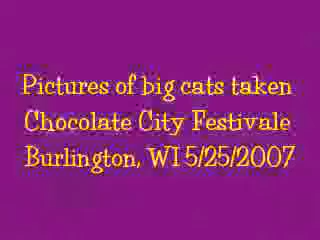 Pictures of big cats taken
Chocolate City Festivale
Burlington, WI 5/25/2007